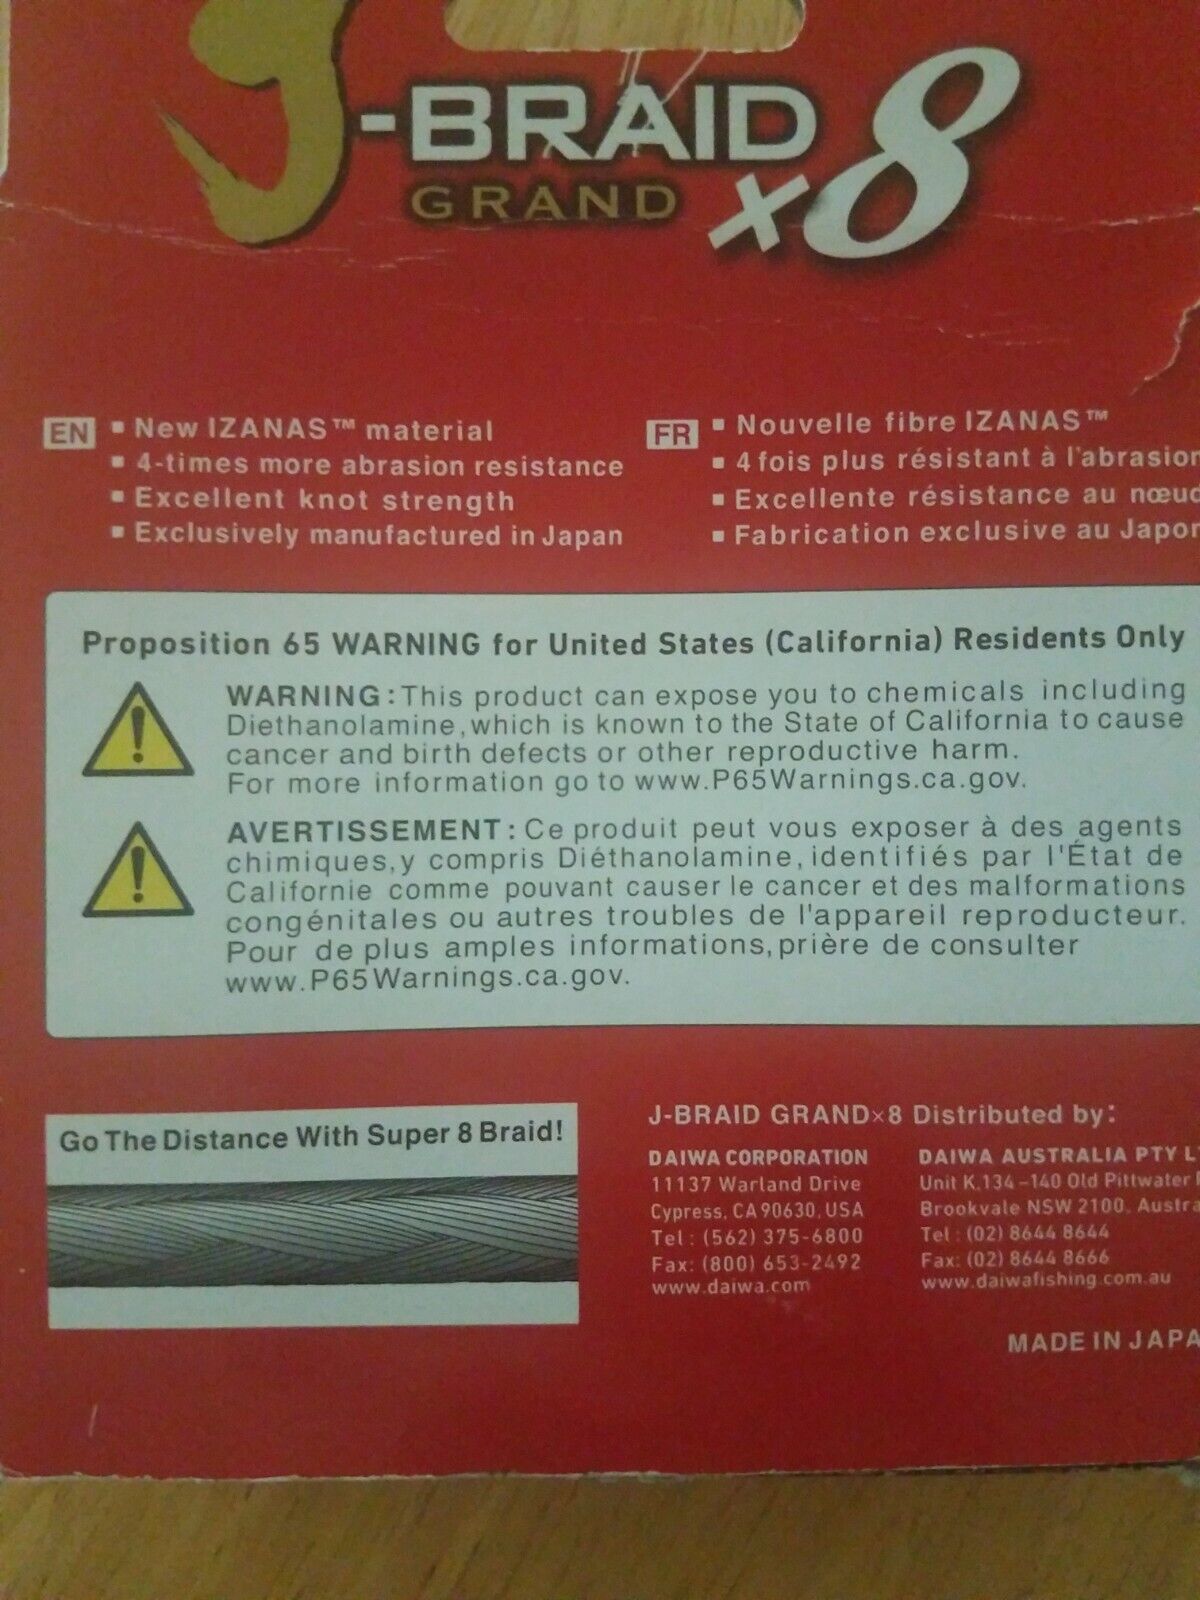 J-BRAID
GRAND x8
EN ▪ New IZANAS™ material
▪ 4-times more abrasion resistance
▪ Excellent knot strength
▪ Exclusively manufactured in Japan
FR ▪ Nouvelle fibre IZANAS™
▪ 4 fois plus résistant à l'abrasion
▪ Excellente résistance au nœud
▪ Fabrication exclusive au Japon
Proposition 65 WARNING for United States (California) Residents Only
WARNING: This product can expose you to chemicals including
Diethanolamine, which is known to the State of California to cause
cancer and birth defects or other reproductive harm.
For more information go to www.P65Warnings.ca.gov.
AVERTISSEMENT: Ce produit peut vous exposer à des agents
chimiques, y compris Diéthanolamine, identifiés par l'État de
Californie comme pouvant causer le cancer et des malformations
congénitales ou autres troubles de l'appareil reproducteur.
Pour de plus amples informations, prière de consulter
www.P65Warnings.ca.gov.
Go The Distance With Super 8 Braid!
J-BRAID GRAND×8 Distributed by:
DAIWA CORPORATION
11137 Warland Drive
Cypress, CA 90630, USA
Tel: (562) 375-6800
Fax: (800) 653-2492
www.daiwa.com
DAIWA AUSTRALIA PTY
Unit K, 134-140 Old Pittwater
Brookvale NSW 2100, Austra
Tel: (02) 8644 8644
Fax: (02) 8644 8666
www.daiwafishing.com.au
MADE IN JAPA